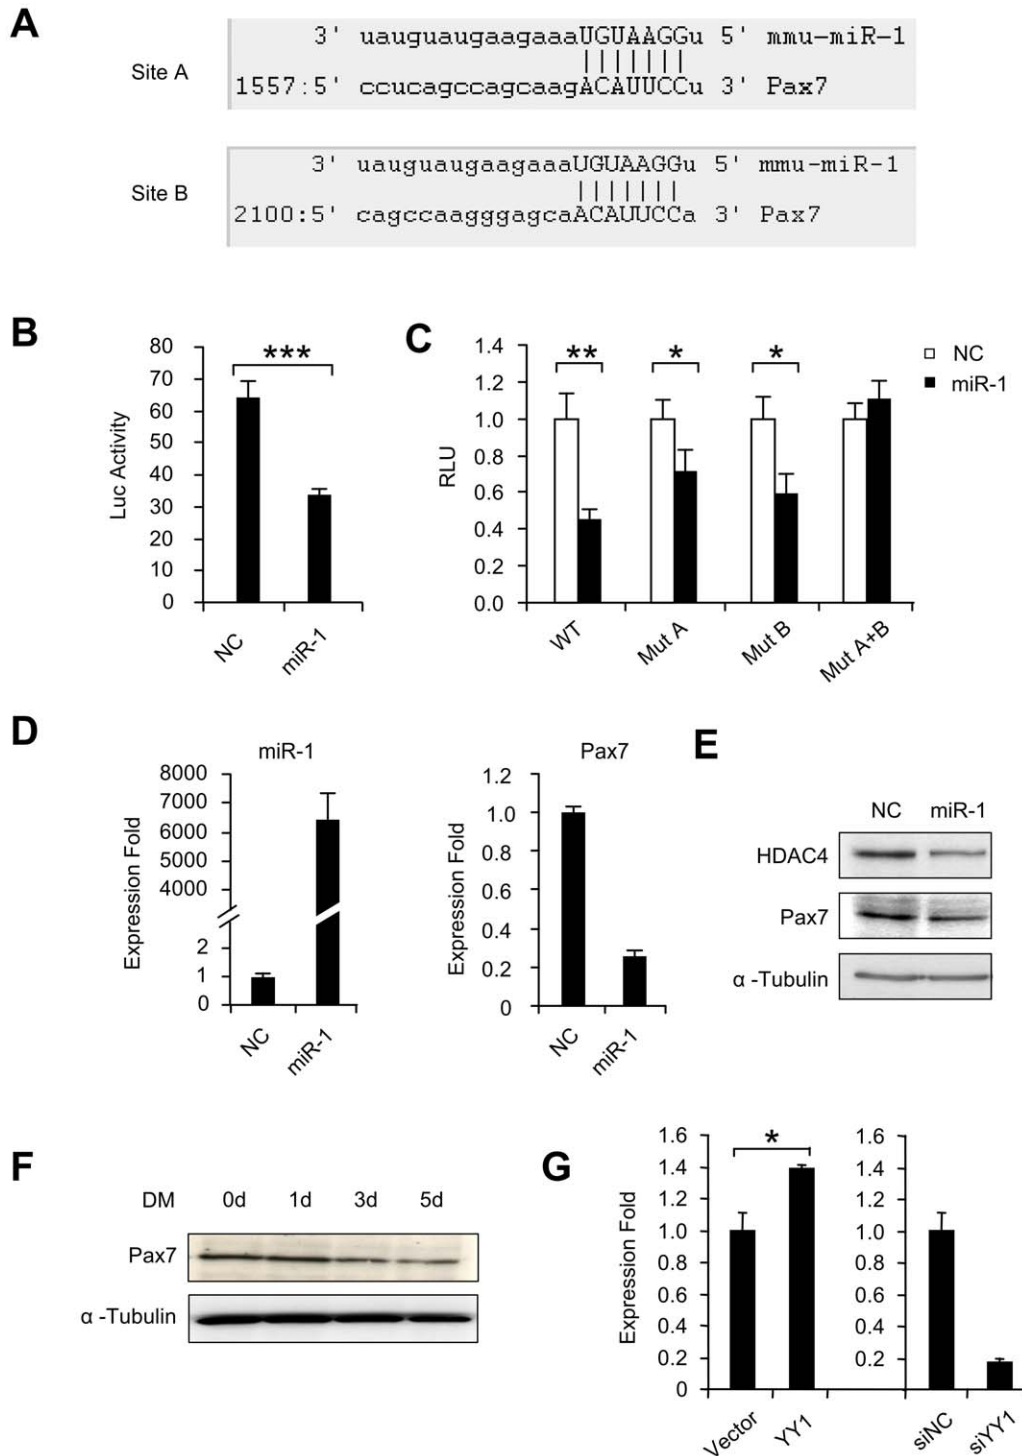 A
3' uauguaugaagaaaUGUAAGGu 5' mmu-miR-1
Site A
| | | | | | |
1557:5' ccucagccagcaagACAUUCCu 3' Pax7
3' uauguaugaagaaaUGUAAGGu 5' mmu-miR-1
Site B
| | | | | | |
2100:5' cagccaagggagcaACAUUCCa 3' Pax7
B
80
70
60
50
40
30
20
10
0
Luc Activity
***
NC
miR-1
C
1.4
1.2
1.0
0.8
0.6
0.4
0.2
0.0
RLU
**
*
*
NC
miR-1
WT
Mut A
Mut B
Mut A+B
D
miR-1
8000
7000
6000
5000
4000
2
1
0
Expression Fold
NC
miR-1
Pax7
1.2
1.0
0.8
0.6
0.4
0.2
0
Expression Fold
NC
miR-1
E
NC miR-1
HDAC4
Pax7
α -Tubulin
F
DM 0d 1d 3d 5d
Pax7
α -Tubulin
G
1.6
1.4
1.2
1.0
0.8
0.6
0.4
0.2
0
Expression Fold
*
Vector
YY1
1.6
1.4
1.2
1.0
0.8
0.6
0.4
0.2
siNC
siYY1